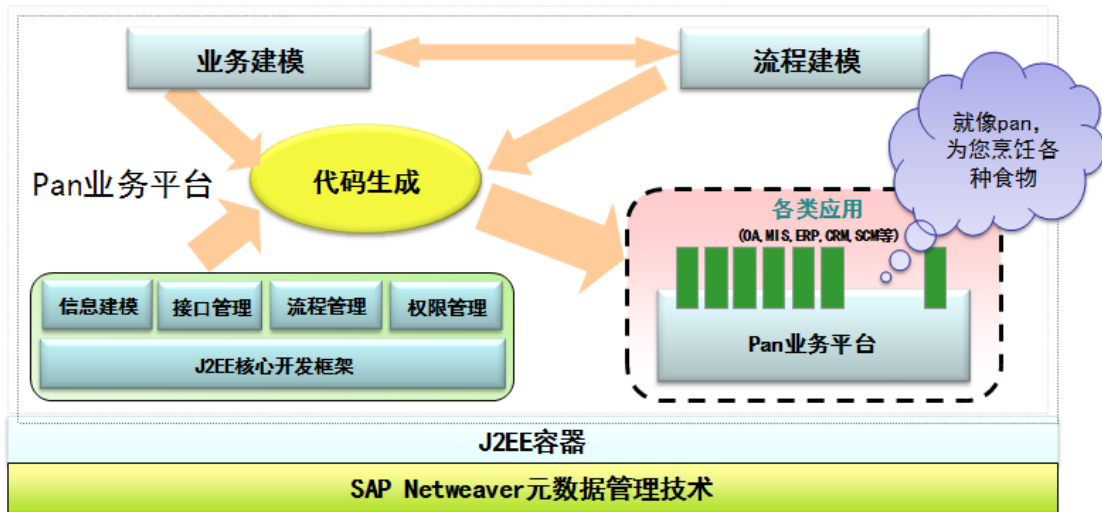 业务建模
流程建模
就像pan，
为您烹饪各
种食物
代码生成
Pan业务平台
各类应用
(OA,MIS,ERP,CRM,SCM等)
信息建模
接口管理
流程管理
权限管理
Pan业务平台
J2EE核心开发框架
J2EE容器
SAP Netweaver元数据管理技术